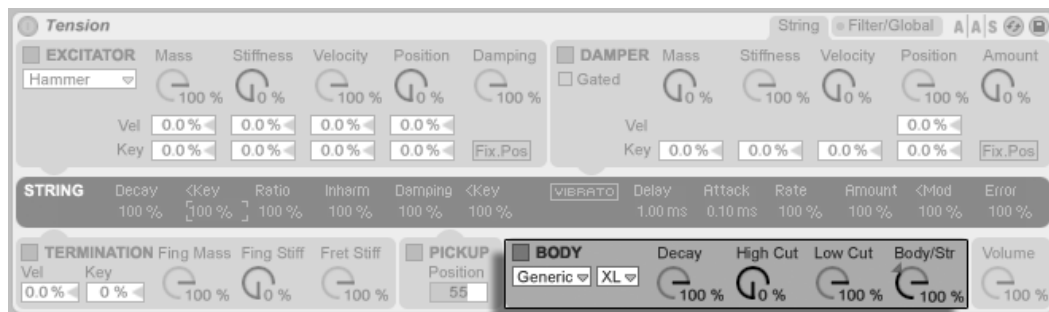 Tension String Filter/Global A A S
EXCITATOR Mass Stiffness Velocity Position Damping DAMPER Mass Stiffness Velocity Position Amount
Hammer 100 % 0 % 100 % 0 % 100 % Gated 0 % 100 % 0 % 100 % 0 %
Vel 0.0 % 0.0 % 0.0 % 0.0 % Vel 0.0 %
Key 0.0 % 0.0 % 0.0 % 0.0 % Fix.Pos Key 0.0 % 0.0 % 0.0 % 0.0 % Fix.Pos
STRING Decay <Key Ratio Inharm Damping <Key VIBRATO Delay Attack Rate Amount <Mod Error
100 % 100 % 100 % 100 % 100 % 100 % 1.00 ms 0.10 ms 100 % 100 % 100 % 100 %
TERMINATION Fing Mass Fing Stiff Fret Stiff PICKUP BODY Decay High Cut Low Cut Body/Str Volume
Vel Key Position Generic XL
0.0 % 0 % 100 % 0 % 100 % 55 100 % 0 % 100 % 100 % 100 %